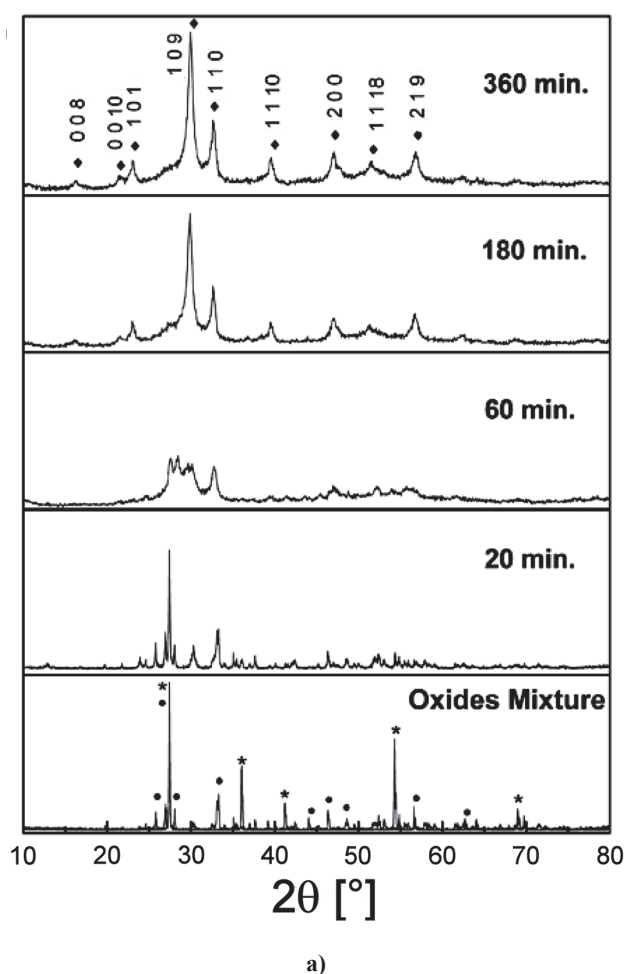 0 0 8
0 0 10
1 0 1
1 0 9
1 1 0
1 1 10
2 0 0
1 1 18
2 1 9
360 min.
180 min.
60 min.
20 min.
Oxides Mixture
10 20 30 40 50 60 70 80
2θ [°]
a)